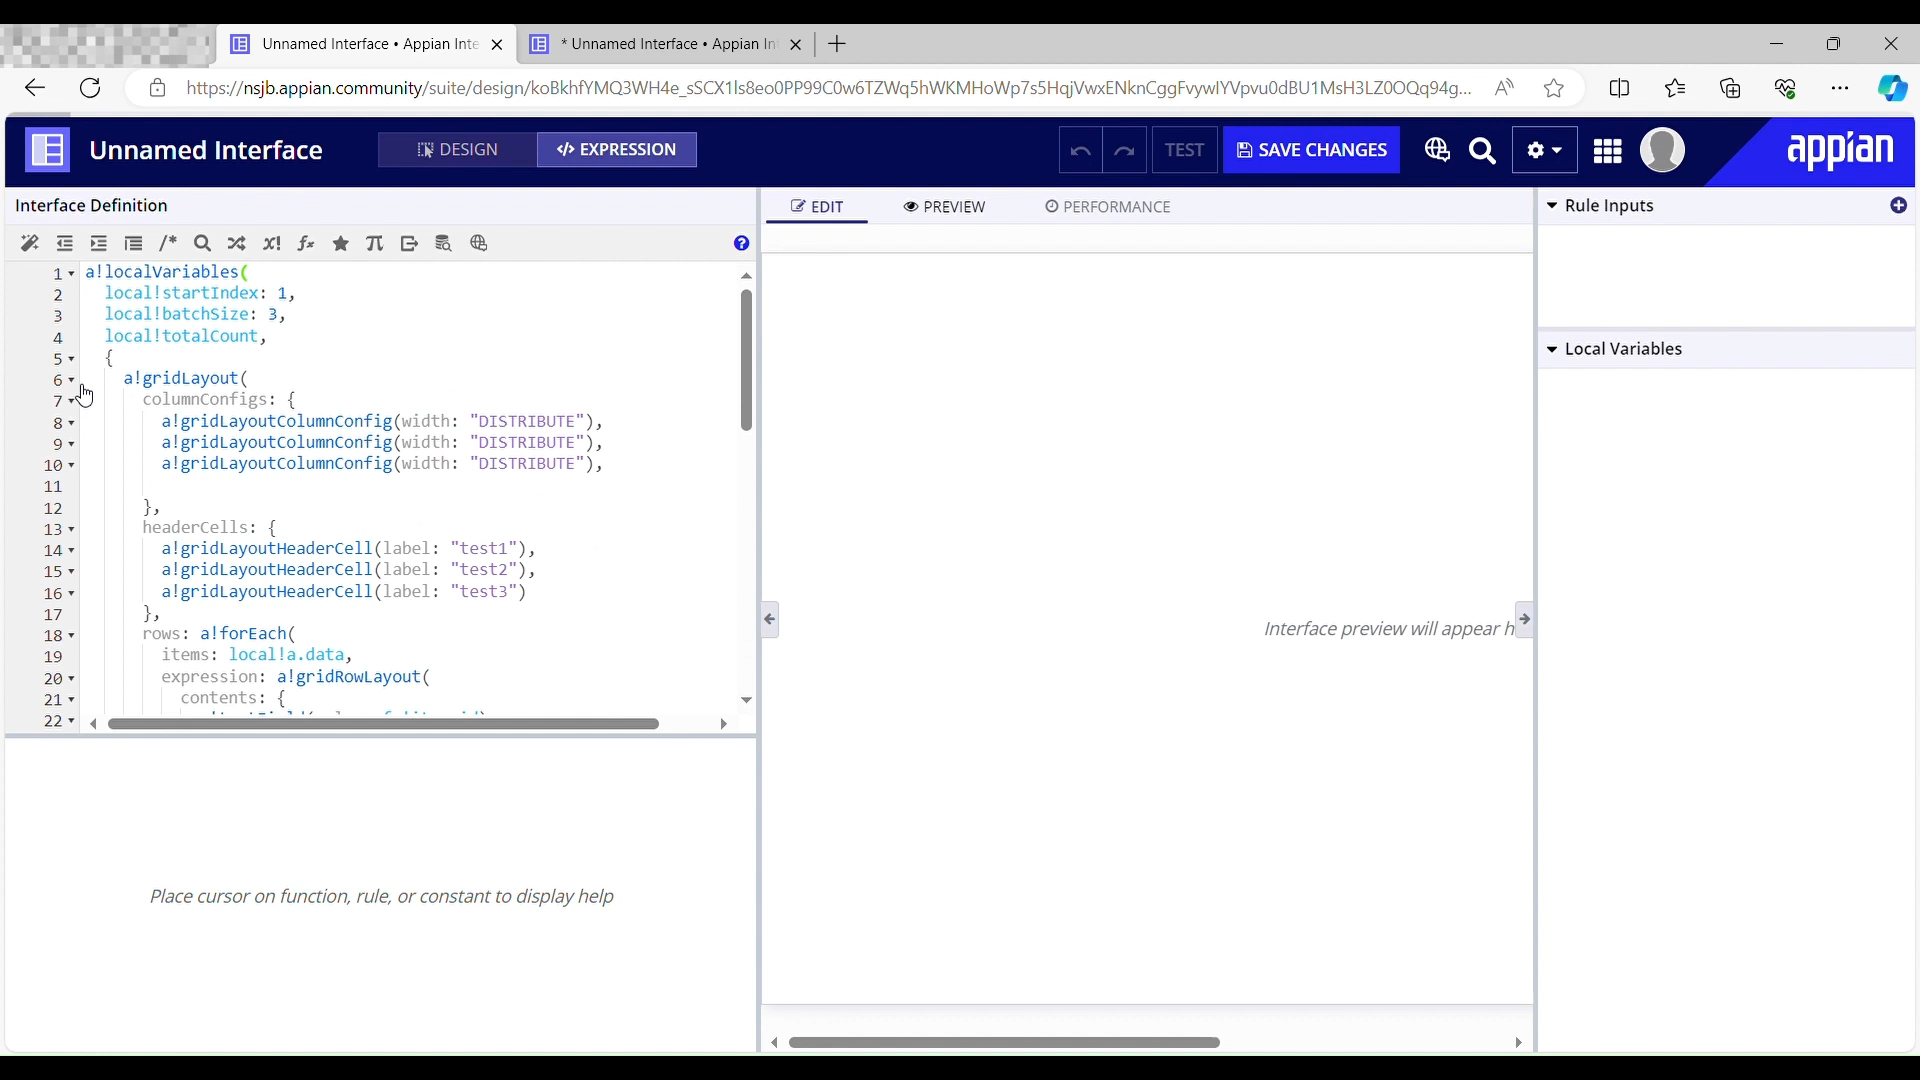 Unnamed Interface • Appian Inte
* Unnamed Interface • Appian In
https://nsjb.appian.community/suite/design/
Unnamed Interface
DESIGN
</> EXPRESSION
TEST
SAVE CHANGES
appian
Interface Definition
EDIT
PREVIEW
PERFORMANCE
Rule Inputs
1 a!localVariables(
2 local!startIndex: 1,
3 local!batchSize: 3,
4 local!totalCount,
5 {
6 a!gridLayout(
7 columnConfigs: {
8 a!gridLayoutColumnConfig(width: "DISTRIBUTE"),
9 a!gridLayoutColumnConfig(width: "DISTRIBUTE"),
10 a!gridLayoutColumnConfig(width: "DISTRIBUTE"),
11
12 },
13 headerCells: {
14 a!gridLayoutHeaderCell(label: "test1"),
15 a!gridLayoutHeaderCell(label: "test2"),
16 a!gridLayoutHeaderCell(label: "test3")
17 },
18 rows: a!forEach(
19 items: local!a.data,
20 expression: a!gridRowLayout(
21 contents: {
22
Place cursor on function, rule, or constant to display help
Interface preview will appear h
Local Variables